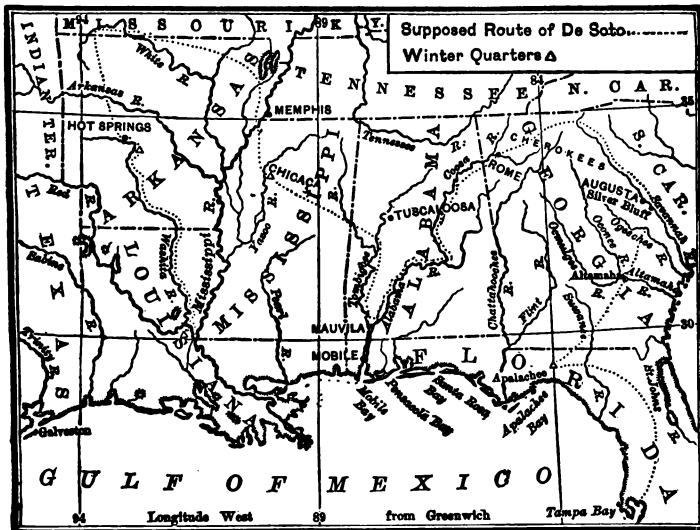 94
89
MISSOURI
KY.
Supposed Route of De Soto
Winter Quarters
INDIAN TER.
White R.
TENNESSEE
N. CAR.
84
35
Arkansas R.
MEMPHIS
HOT SPRINGS
ARKANSAS
Tennessee R.
CHEROKEES
S. CAR.
CHICACA
Coosa R.
ROME
GEORGIA
AUGUSTA
Silver Bluff
Savannah
Red
TUSCALOOSA
ALABAMA
MISSISSIPPI
Yazoo R.
Washita R.
Mississippi R.
Oconee R.
Ogeechee R.
Ocmulgee R.
TEXAS
Sabine R.
LOUISIANA
Pearl R.
Tombigbee
Alabama R.
Chattahoochee R.
Flint R.
Altamaha
Altamaha R.
Trinity R.
MAUVILA
MOBILE
30
FLORIDA
Apalachee
St. Johns R.
Mobile Bay
Pensacola Bay
Santa Rosa Bay
Apalachee Bay
Galveston
GULF OF MEXICO
Tampa Bay
94
Longitude West
89
from Greenwich
84